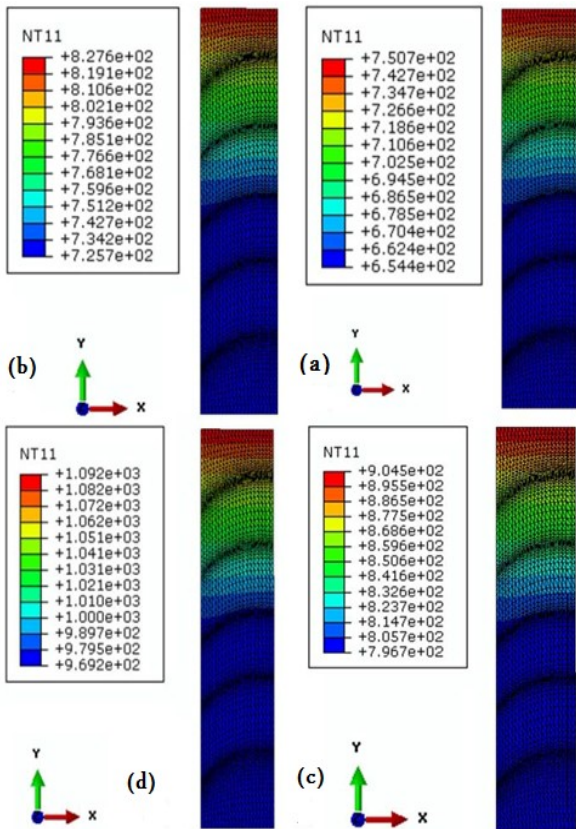 NT11
+8.276e+02
+8.191e+02
+8.106e+02
+8.021e+02
+7.936e+02
+7.851e+02
+7.766e+02
+7.681e+02
+7.596e+02
+7.512e+02
+7.427e+02
+7.342e+02
+7.257e+02
Y
X
(b)
NT11
+7.507e+02
+7.427e+02
+7.347e+02
+7.266e+02
+7.186e+02
+7.106e+02
+7.025e+02
+6.945e+02
+6.865e+02
+6.785e+02
+6.704e+02
+6.624e+02
+6.544e+02
(a)
Y
X
NT11
+1.092e+03
+1.082e+03
+1.072e+03
+1.062e+03
+1.051e+03
+1.041e+03
+1.031e+03
+1.021e+03
+1.010e+03
+1.000e+03
+9.897e+02
+9.795e+02
+9.692e+02
Y
X
(d)
NT11
+9.045e+02
+8.955e+02
+8.865e+02
+8.775e+02
+8.686e+02
+8.596e+02
+8.506e+02
+8.416e+02
+8.326e+02
+8.237e+02
+8.147e+02
+8.057e+02
+7.967e+02
(c)
Y
X